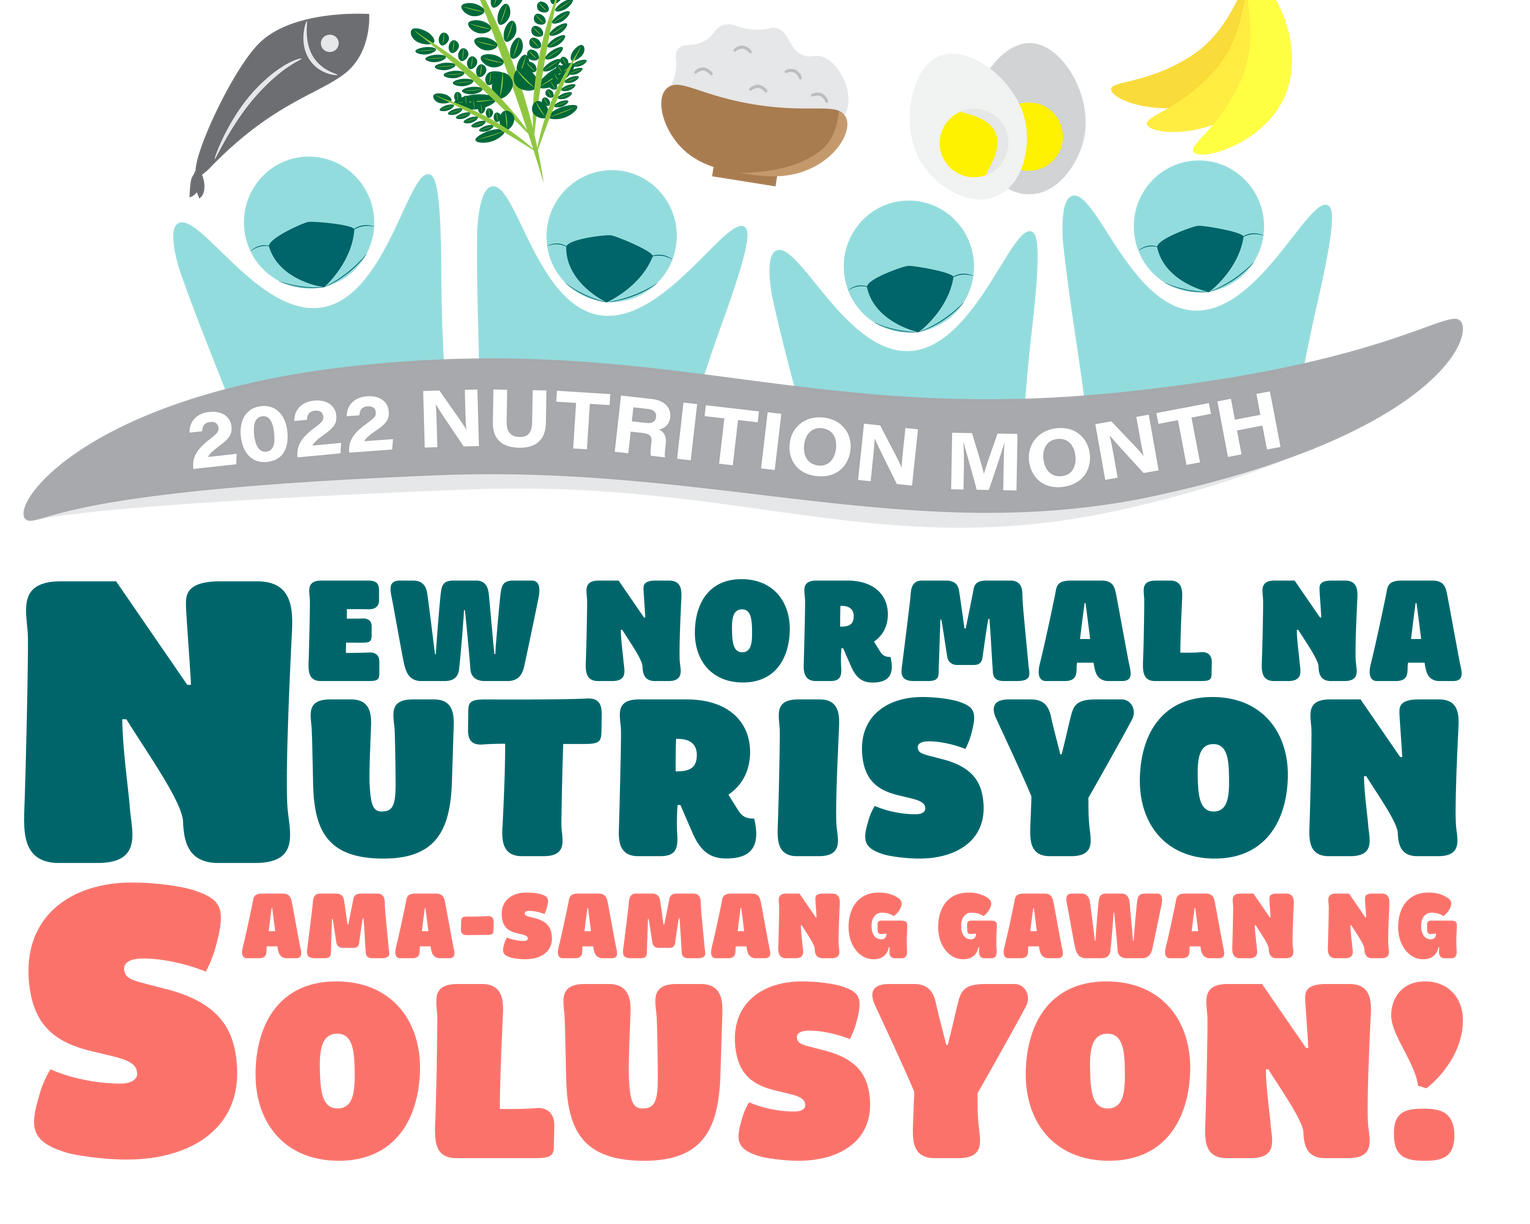 2022 NUTRITION MONTH
NEW NORMAL NA
NUTRISYON
SAMA-SAMANG GAWAN NG
SOLUSYON!